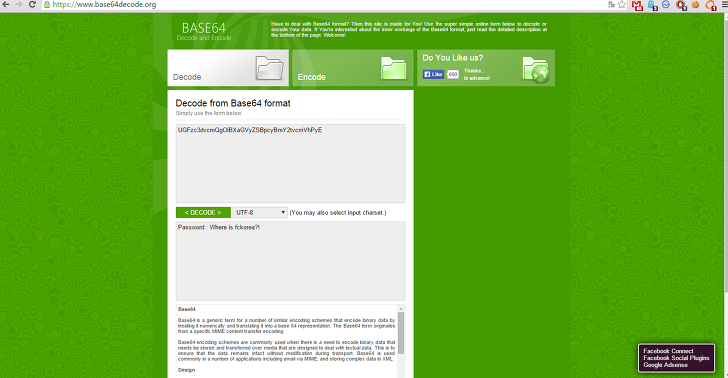 https://www.base64decode.org
BASE64
Decode and Encode
Have to deal with Base64 format? Then this site is made for You! Use the super simple online form below to decode or
encode Your data. If You're interested about the inner workings of the Base64 format, just read the detailed description at
the bottom of the page. Welcome!
Decode
Encode
Do You Like us?
Like
Thanks...
in advance!
Decode from Base64 format
Simply use the form below
< DECODE >
UTF-8
(You may also select input charset.)
Password : Where is fckorea?!
Base64
Base64 is a generic term for a number of similar encoding schemes that encode binary data by
treating it numerically and translating it into a base 64 representation. The Base64 term originates
from a specific MIME content transfer encoding.
Base64 encoding schemes are commonly used when there is a need to encode binary data that
needs be stored and transferred over media that are designed to deal with textual data. This is to
ensure that the data remains intact without modification during transport. Base64 is used
commonly in a number of applications including email via MIME, and storing complex data in XML.
Design
Facebook Connect
Facebook Social Plugins
Google Adsense